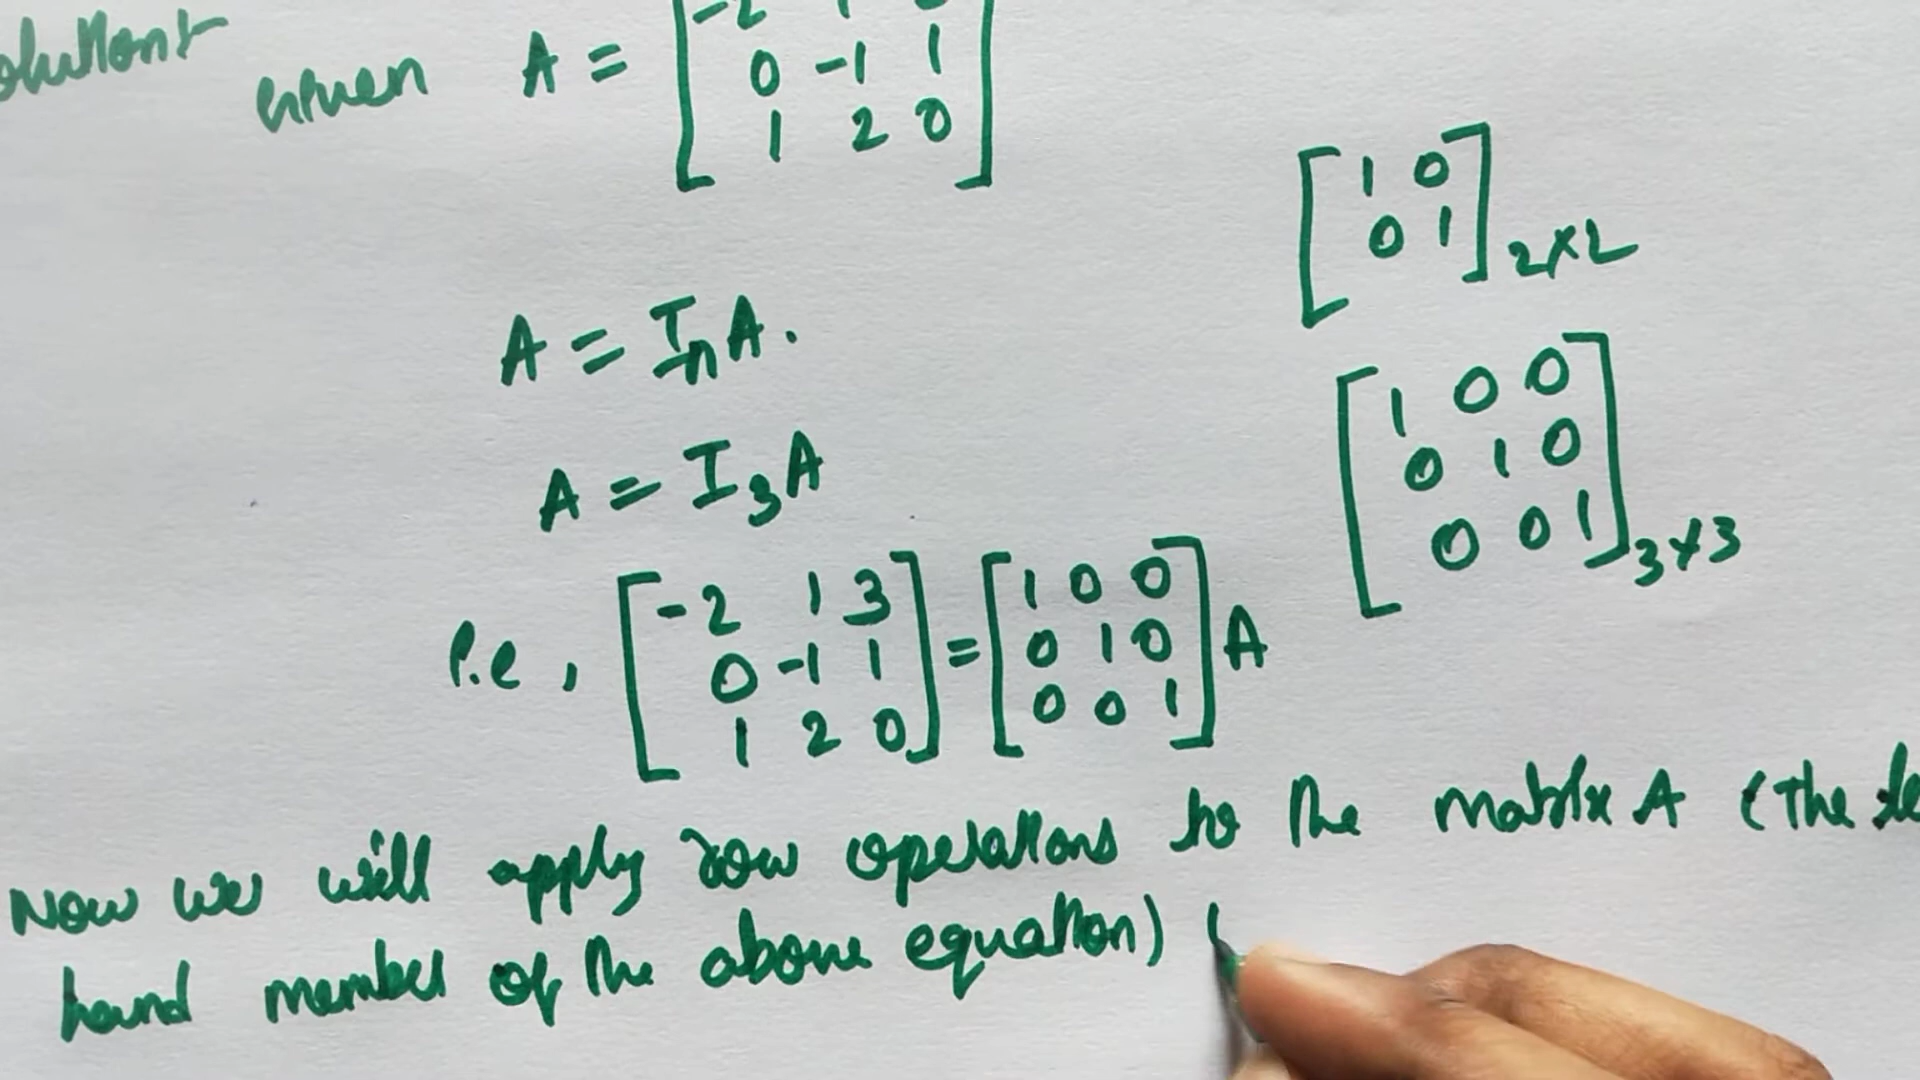 Given A = [-2 1 3
0 -1 1
1 2 0]
[1 0
0 1] 2×2
A = InA.
A = I3A
[1 0 0
0 1 0
0 0 1] 3×3
i.e, [-2 1 3
0 -1 1
1 2 0] = [1 0 0
0 1 0
0 0 1] A
Now we will apply row operations to the matrix A (the
hand member of the above equation)